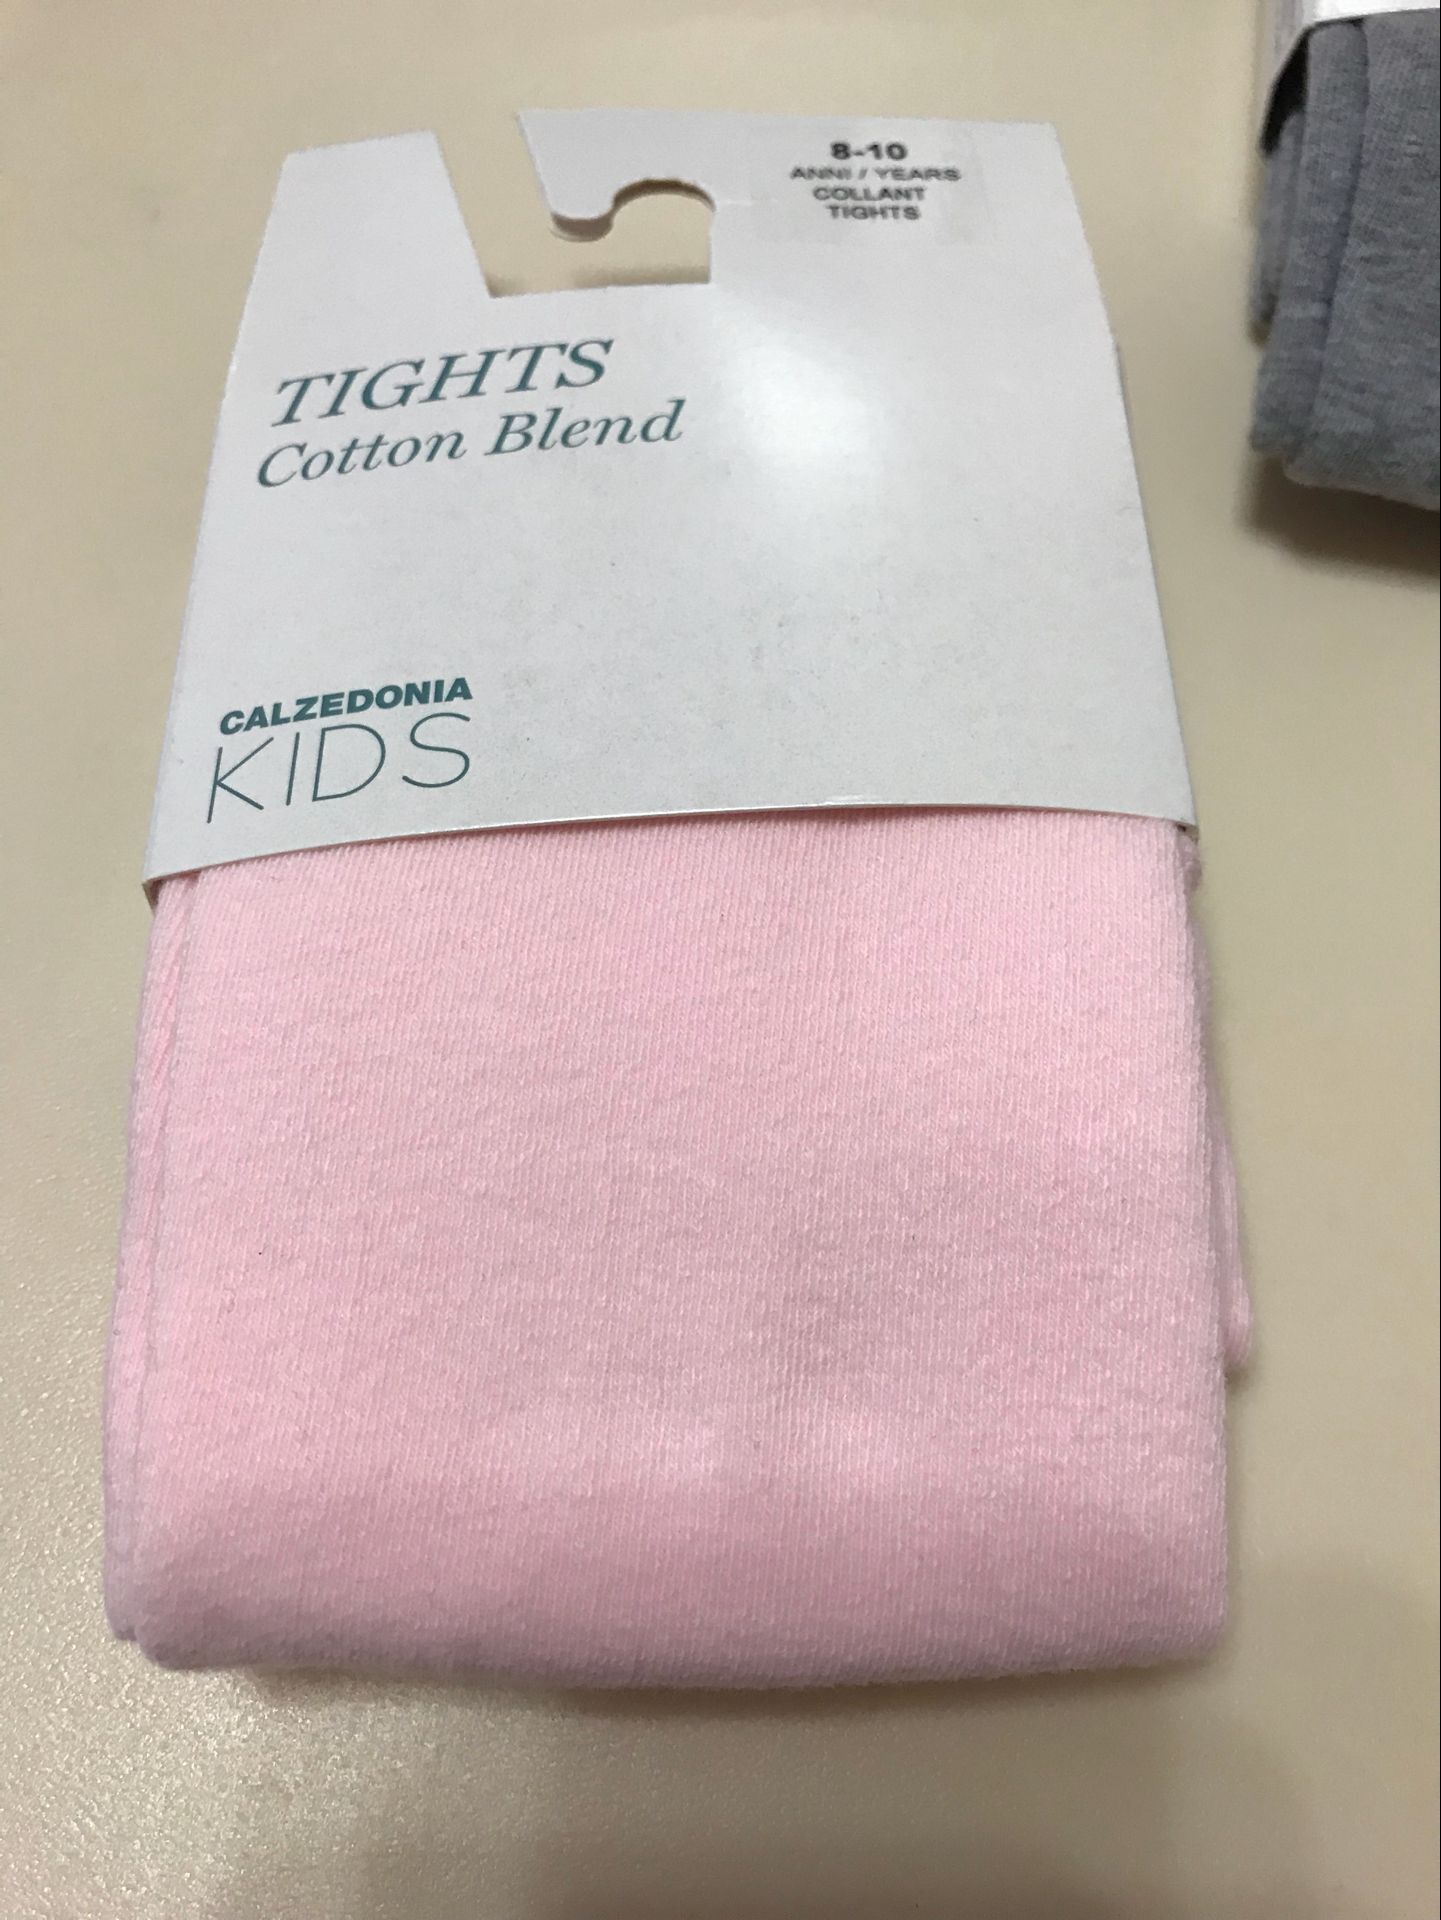 8-10
ANNI / YEARS
COLLANT
TIGHTS
TIGHTS
Cotton Blend
CALZEDONIA
KIDS